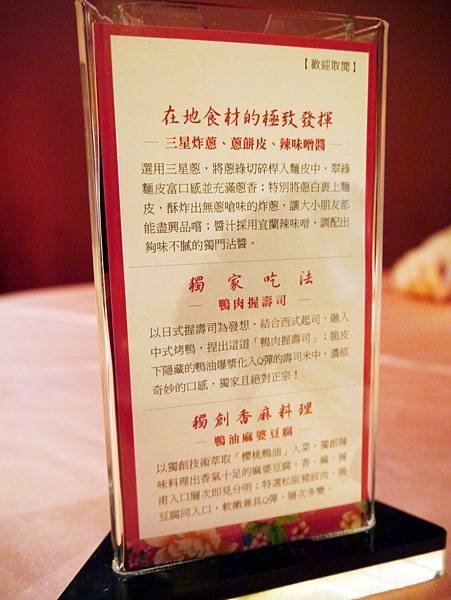 【歡迎取閱】
在地食材的極致發揮
三星炸蔥、蔥餅皮、辣味噌醬
選用三星蔥，將蔥綠切碎桿入麵皮中，翠綠
麵皮富口感並充滿蔥香；特別將蔥白裹上麵
皮，酥炸出無蔥嗆味的炸蔥，讓大小朋友都
能盡興品嚐；醬汁採用宜蘭辣味噌，調配出
夠味不膩的獨門沾醬。
獨家吃法
鴨肉握壽司
以日式握壽司為發想，結合西式起司，融入
中式烤鴨，捏出這道「鴨肉握壽司」；脆皮
下隱藏的鴨油爆漿化入Q彈的壽司米中，濃郁
奇妙的口感，獨家且絕對正宗！
獨創香麻料理
鴨油麻婆豆腐
以獨創技術萃取「櫻桃鴨油」入菜，獨創辣
味料理出香氣十足的麻婆豆腐，香、麻、辣
甫入口層次即見分明；特選松阪豬絞肉，與
豆腐同入口，軟嫩兼具Q彈，層次多變。